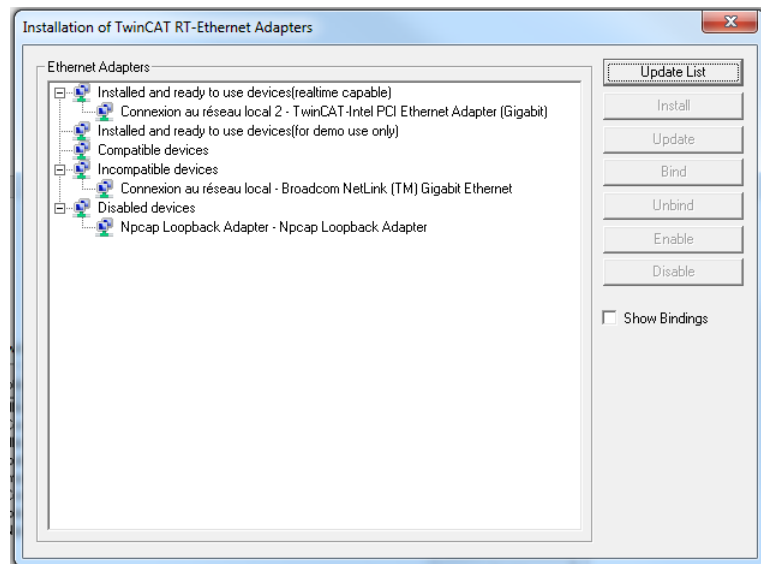 Installation of TwinCAT RT-Ethernet Adapters
Ethernet Adapters
Installed and ready to use devices(realtime capable)
Connexion au réseau local 2 - TwinCAT-Intel PCI Ethernet Adapter (Gigabit)
Installed and ready to use devices(for demo use only)
Compatible devices
Incompatible devices
Connexion au réseau local - Broadcom NetLink (TM) Gigabit Ethernet
Disabled devices
Npcap Loopback Adapter - Npcap Loopback Adapter
Update List
Install
Update
Bind
Unbind
Enable
Disable
Show Bindings